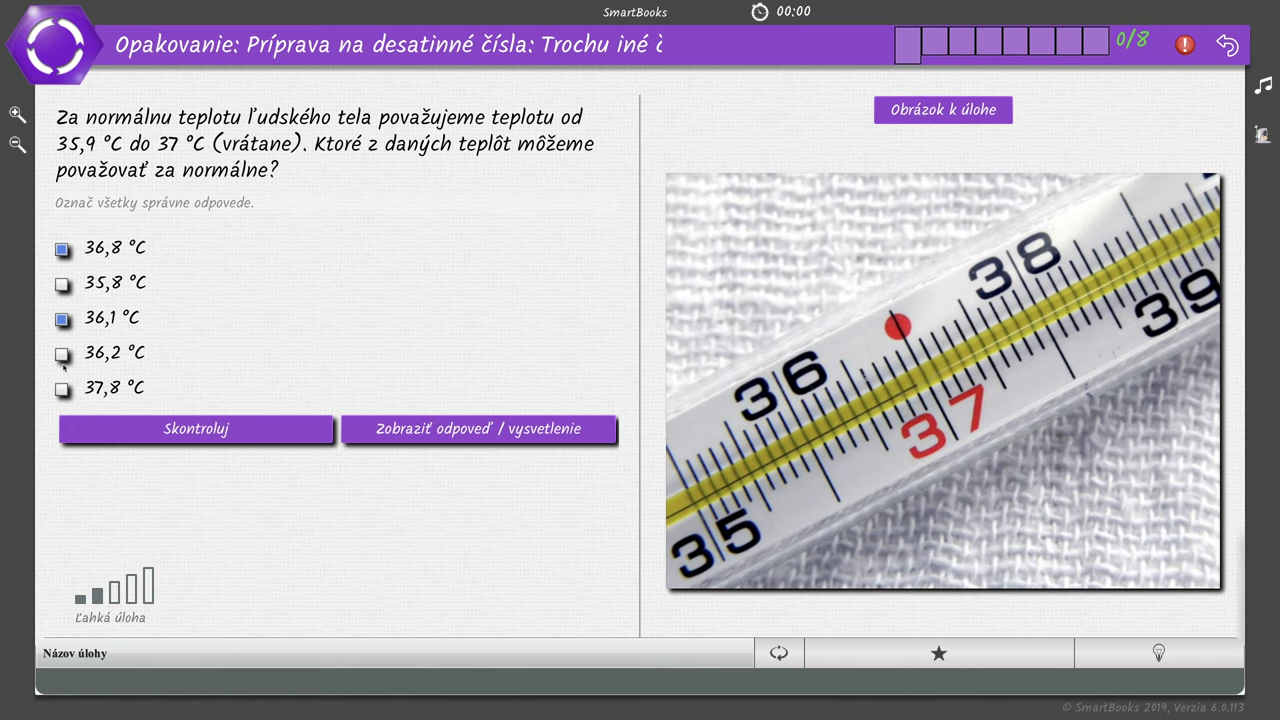 SmartBooks
00:00
Opakovanie: Príprava na desatinné čísla: Trochu iné č
0/8
Za normálnu teplotu ľudského tela považujeme teplotu od
35,9 °C do 37 °C (vrátane). Ktoré z daných teplôt môžeme
považovať za normálne?
Označ všetky správne odpovede.
36,8 °C
35,8 °C
36,1 °C
36,2 °C
37,8 °C
Skontroluj
Zobraziť odpoveď / vysvetlenie
Ľahká úloha
Obrázok k úlohe
38
39
36
37
35
Názov úlohy
© SmartBooks 2019, Verzia 6.0.113